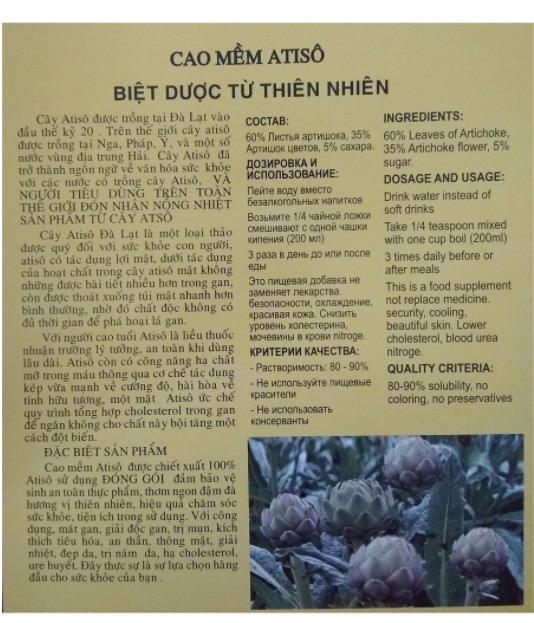 CAO MỀM ATISÔ
BIỆT DƯỢC TỪ THIÊN NHIÊN
Cây Atisô được trồng tại Đà Lạt vào
đầu thế kỷ 20 . Trên thế giới cây atisô
được trồng tại Nga, Pháp, Ý, và một số
nước vùng địa trung Hải. Cây Atisô đã
trở thành ngôn ngữ về văn hóa sức khỏe
với các nước có trồng cây Atisô, VÀ
NGƯỜI TIÊU DÙNG TRÊN TOÀN
THẾ GIỚI ĐÓN NHẬN NỒNG NHIỆT
SẢN PHẨM TỪ CÂY ATSÔ
Cây Atisô Đà Lạt là một loại thảo
dược quý đối với sức khỏe con người,
atisô có tác dụng lợi mật, dưới tác dụng
của hoạt chất trong cây atisô mật không
những được bài tiết nhiều hơn trong gan,
còn được thoát xuống túi mật nhanh hơn
bình thường, nhờ đó chất độc không có
đủ thời gian để phá hoại lá gan.
Với người cao tuổi Atisô là liều thuốc
nhuận trường lý tưởng, an toàn khi dùng
lâu dài. Atisô còn có công năng hạ chất
mỡ trong máu thông qua cơ chế tác dụng
kép vừa mạnh về cường độ, hài hòa về
tính hữu tượng, một mặt Atisô ức chế
quy trình tổng hợp cholesterol trong gan
để ngăn không cho chất này bội tăng một
cách đột biến.
ĐẶC BIỆT SẢN PHẨM
Cao mềm Atisô được chiết xuất 100%
Atisô sử dụng ĐÓNG GÓI đảm bảo vệ
sinh an toàn thực phẩm, thơm ngon đậm đà
hương vị thiên nhiên, hiệu quả chăm sóc
sức khỏe, tiện ích trong sử dụng. Với công
dụng, mát gan, giải độc gan, trị mụn, kích
thích tiêu hóa, an thần, thông mật, giải
nhiệt, đẹp da, trị nám da, hạ cholesterol,
ure huyết. Đây thực sự là sự lựa chọn hàng
đầu cho sức khỏe của bạn .
СОСТАВ:
60% Листья артишока, 35%
Артишок цветов, 5% сахара.
ДОЗИРОВКА И
ИСПОЛЬЗОВАНИЕ:
Пейте воду вместо
безалкогольных напитков
Возьмите 1/4 чайной ложки
смешивают с одной чашки
кипения (200 мл)
3 раза в день до или после
еды
Это пищевая добавка не
заменяет лекарства.
безопасности, охлаждение,
красивая кожа. Снизить
уровень холестерина,
мочевины в крови nitroge.
КРИТЕРИИ КАЧЕСТВА:
- Растворимость: 80 - 90%
- Не используйте пищевые
красители
- Не использовать
консерванты
INGREDIENTS:
60% Leaves of Artichoke,
35% Artichoke flower, 5%
sugar.
DOSAGE AND USAGE:
Drink water instead of
soft drinks
Take 1/4 teaspoon mixed
with one cup boil (200ml)
3 times daily before or
after meals
This is a food supplement
not replace medicine.
security, cooling,
beautiful skin. Lower
cholesterol, blood urea
nitroge.
QUALITY CRITERIA:
80-90% solubility, no
coloring, no preservatives